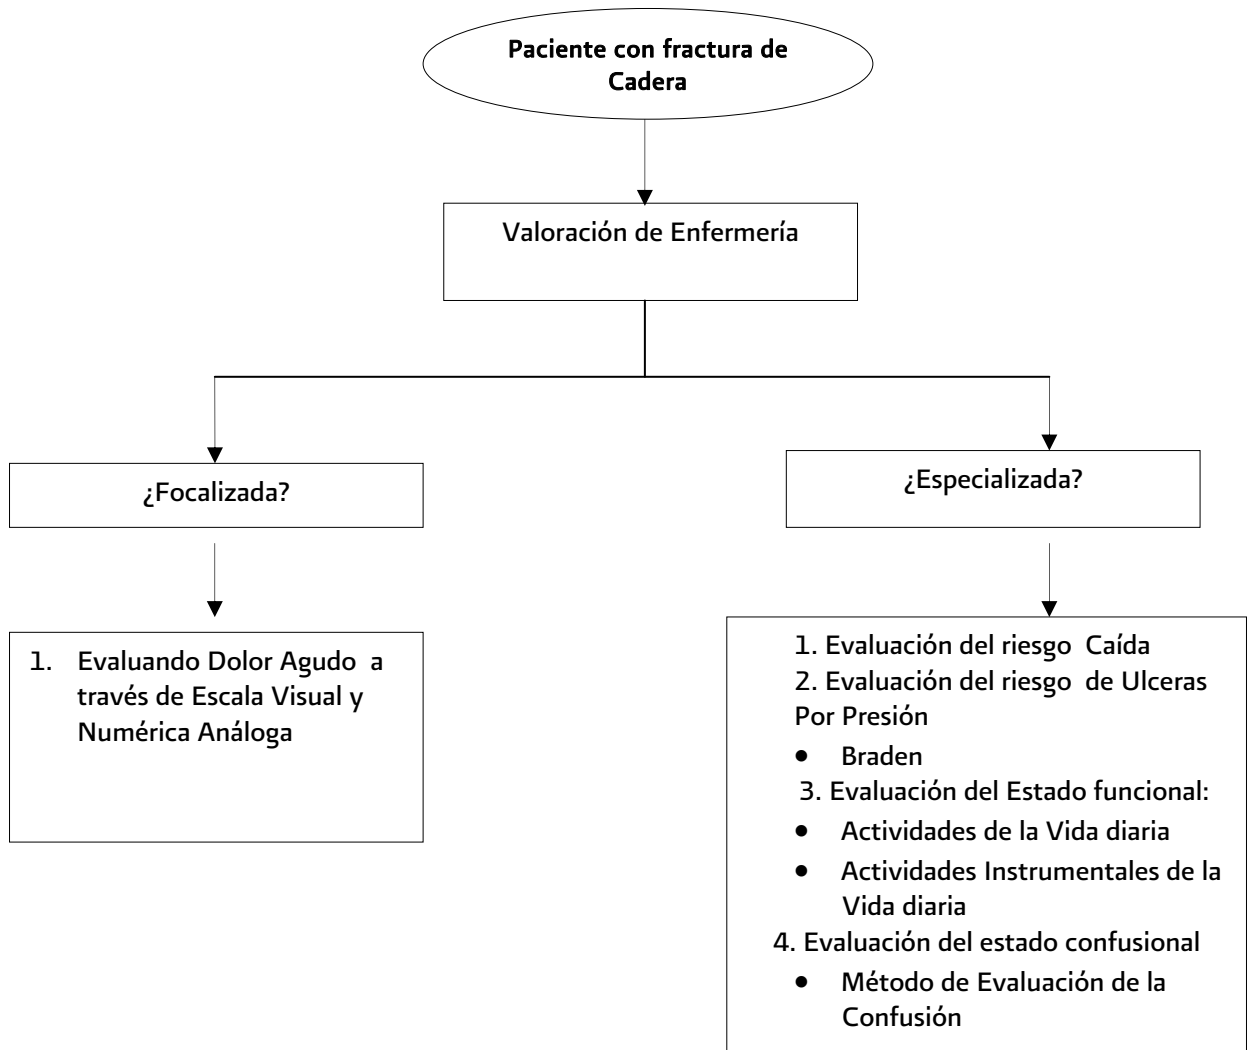 Paciente con fractura de
Cadera
Valoración de Enfermería
¿Focalizada?
¿Especializada?
1. Evaluando Dolor Agudo a
través de Escala Visual y
Numérica Análoga
1. Evaluación del riesgo Caída
2. Evaluación del riesgo de Ulceras
Por Presión
• Braden
3. Evaluación del Estado funcional:
• Actividades de la Vida diaria
• Actividades Instrumentales de la
Vida diaria
4. Evaluación del estado confusional
• Método de Evaluación de la
Confusión